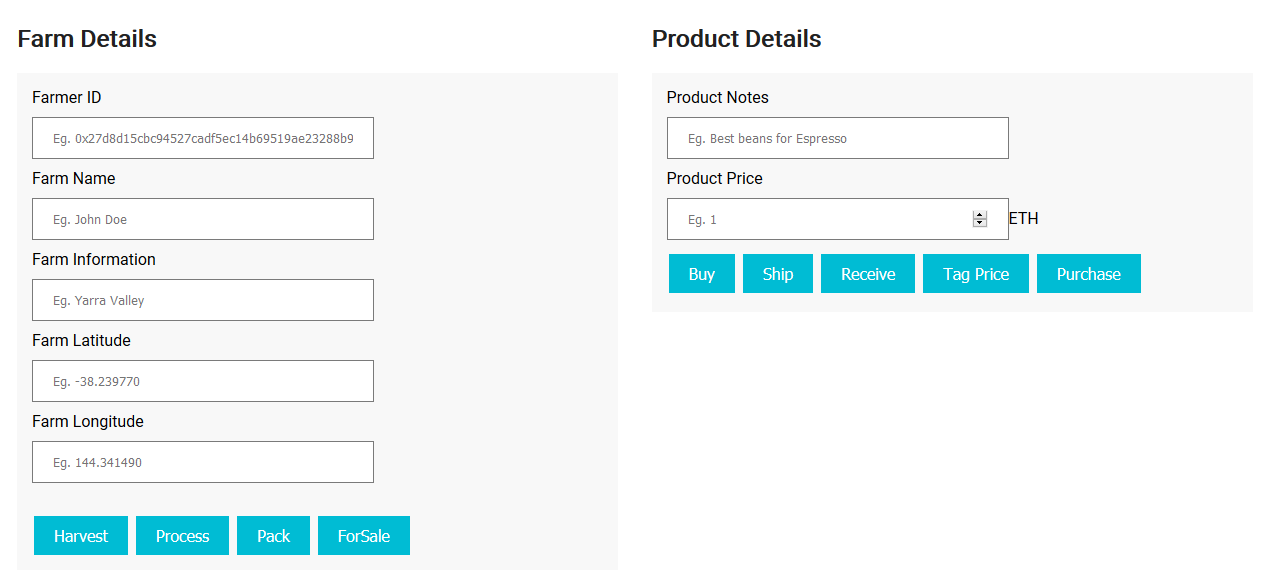 Farm Details
Farmer ID
Eg. 0x27d8d15cbc94527cadf5ec14b69519ae23288b9
Farm Name
Eg. John Doe
Farm Information
Eg. Yarra Valley
Farm Latitude
Eg. -38.239770
Farm Longitude
Eg. 144.341490
Harvest Process Pack ForSale
Product Details
Product Notes
Eg. Best beans for Espresso
Product Price
Eg. 1 ETH
Buy Ship Receive Tag Price Purchase